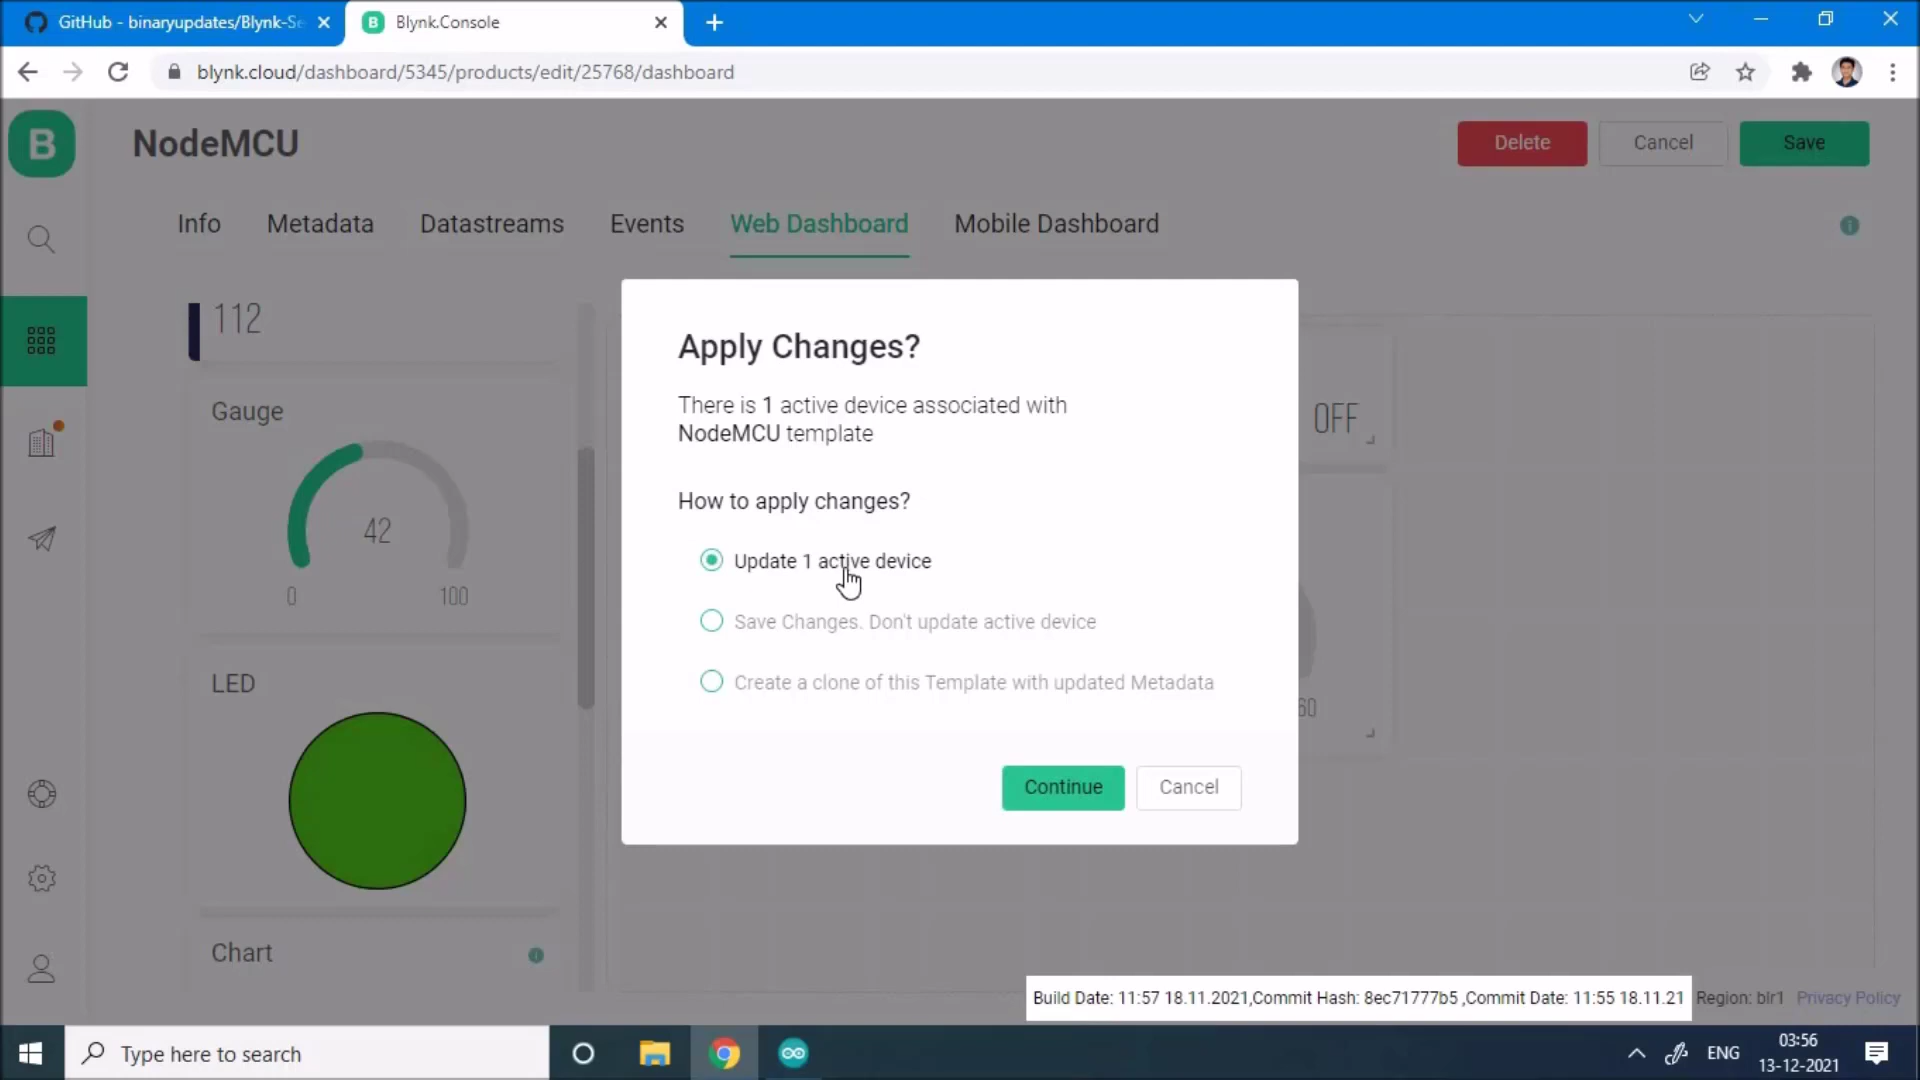 GitHub - binaryupdates/Blynk-Se
B
Blynk.Console
blynk.cloud/dashboard/5345/products/edit/25768/dashboard
B
NodeMCU
Delete
Cancel
Save
Info
Metadata
Datastreams
Events
Web Dashboard
Mobile Dashboard
112
Gauge
42
0
100
LED
Chart
Apply Changes?
There is 1 active device associated with
NodeMCU template
How to apply changes?
Update 1 active device
Save Changes. Don't update active device
Create a clone of this Template with updated Metadata
Continue
Cancel
OFF
60
Build Date: 11:57 18.11.2021,Commit Hash: 8ec71777b5 ,Commit Date: 11:55 18.11.21
Region: blr1
Privacy Policy
Type here to search
ENG
03:56
13-12-2021